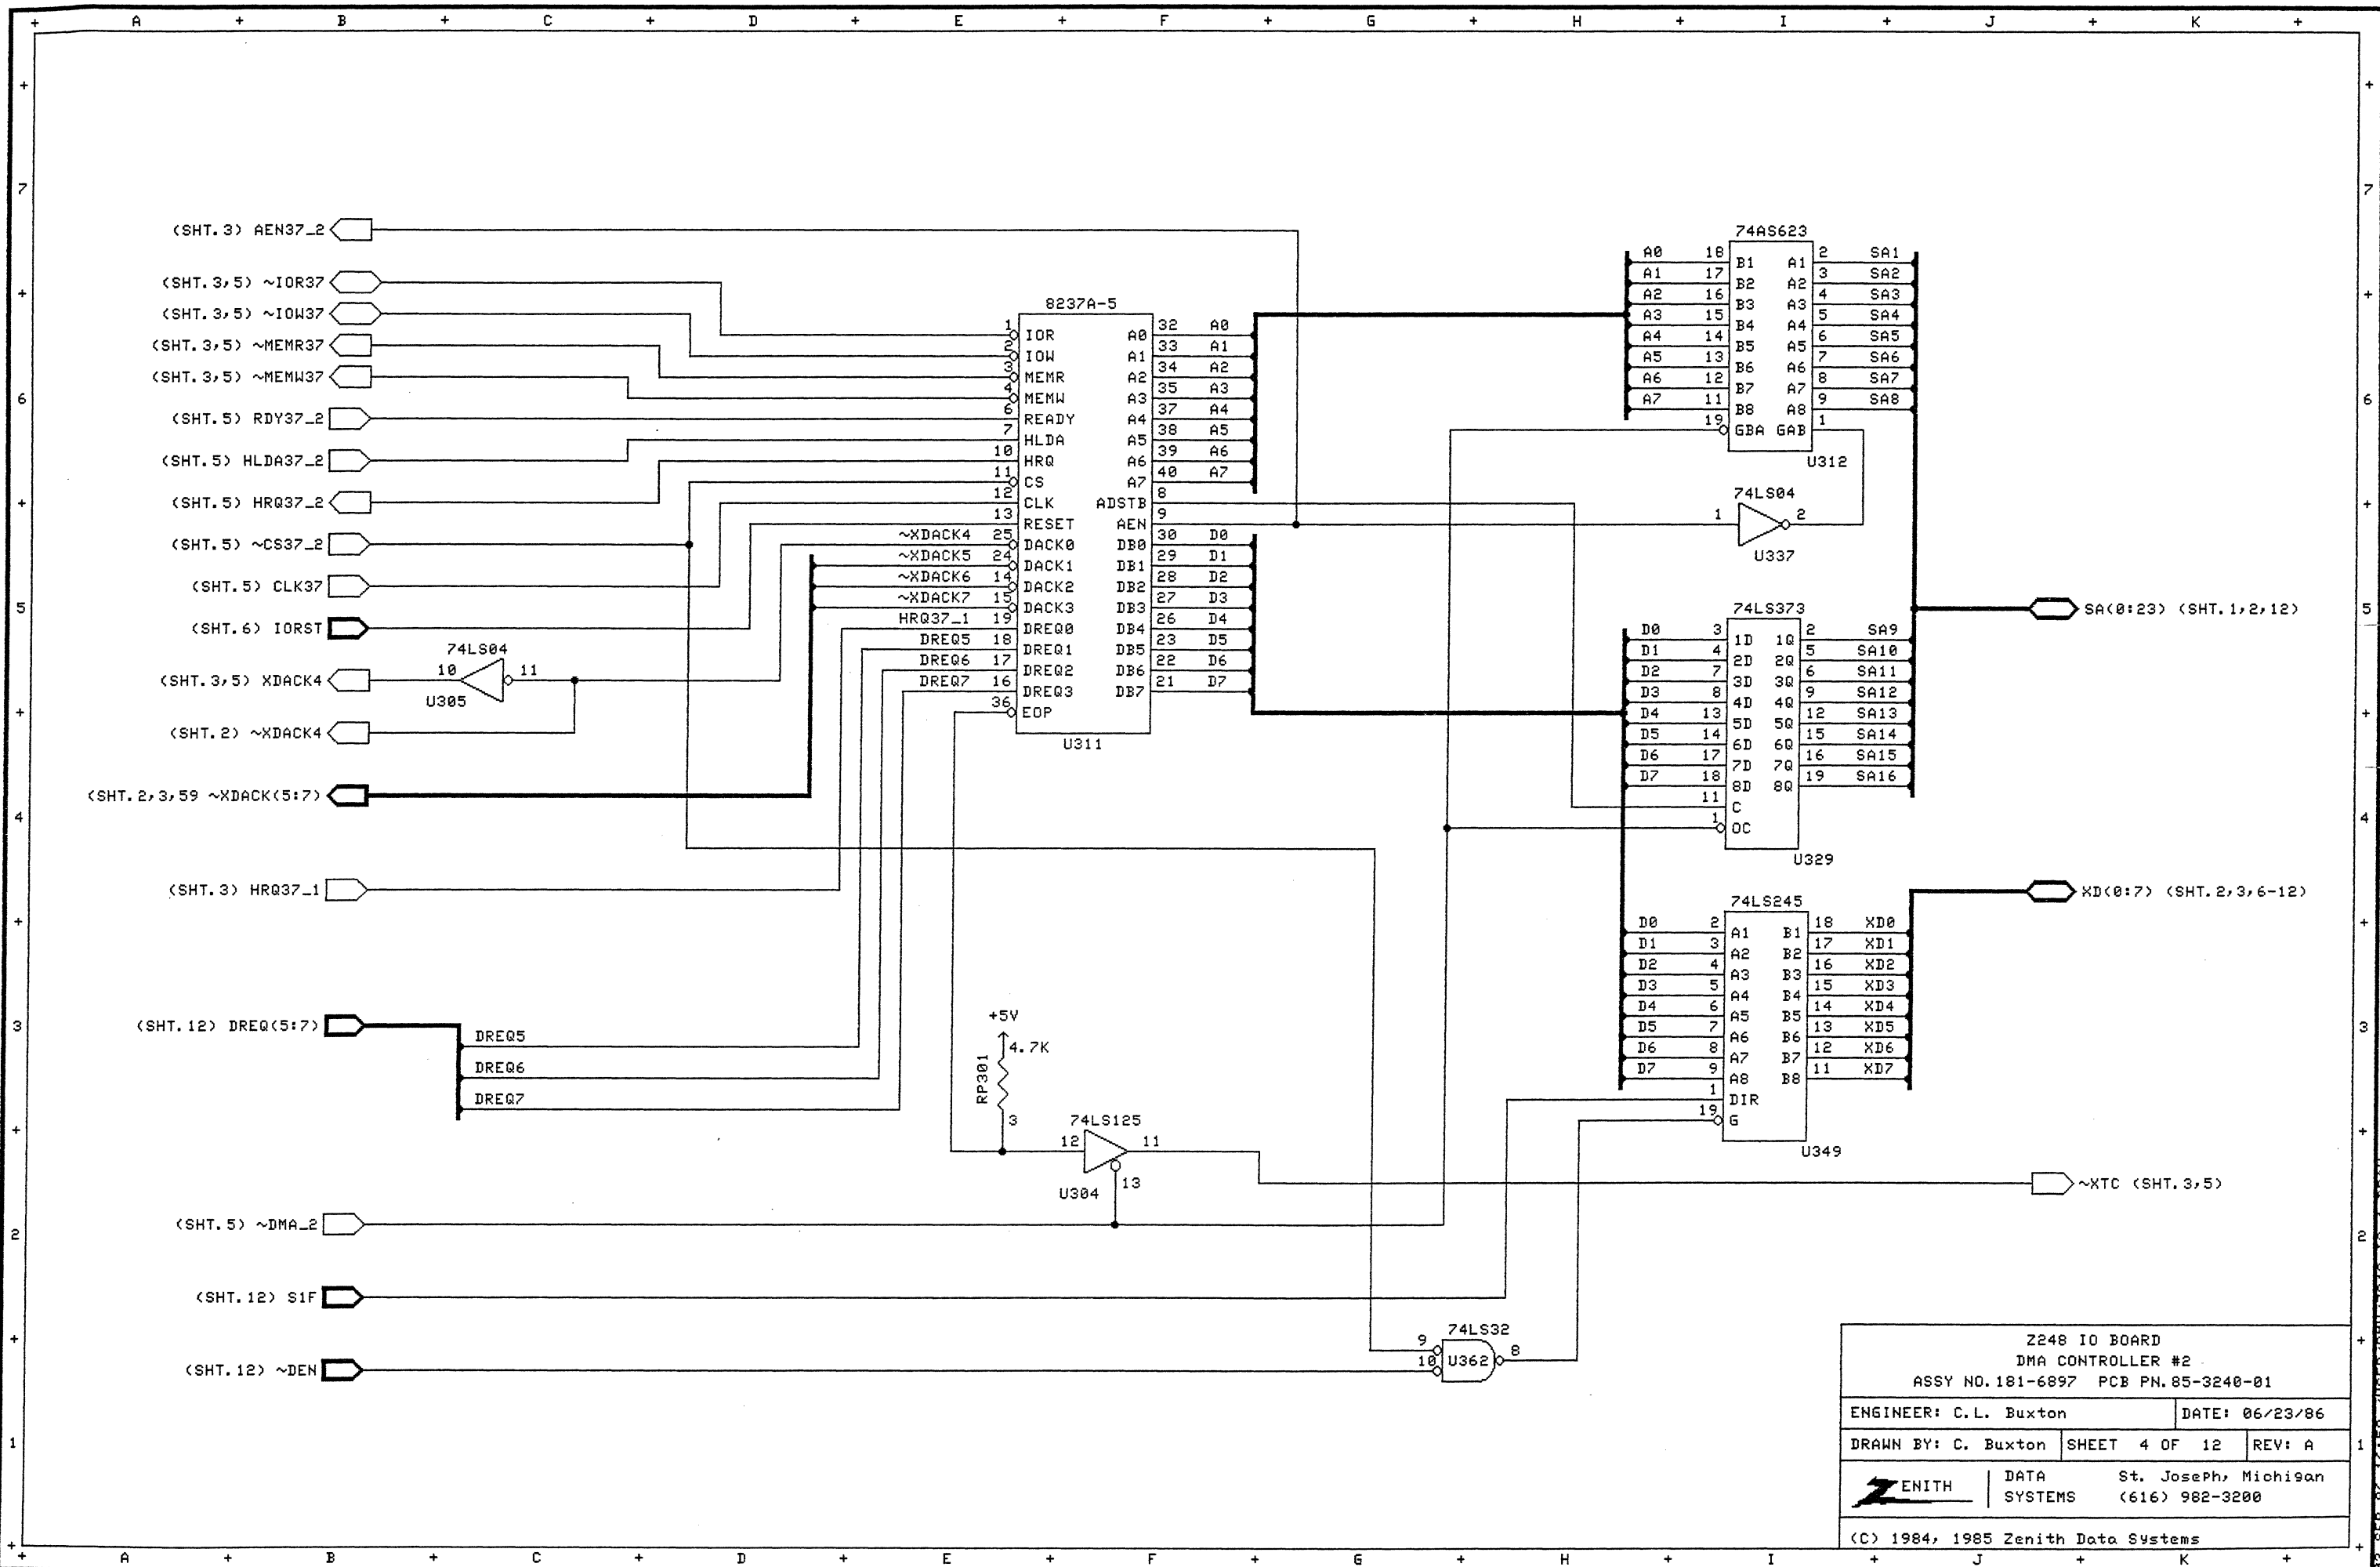 A + B + C + D + E + F + G + H + I + J + K +
7
6
5
4
3
2
1
(SHT.3) AEN37_2
(SHT.3,5) ~IOR37
(SHT.3,5) ~IOW37
(SHT.3,5) ~MEMR37
(SHT.3,5) ~MEMW37
(SHT.5) RDY37_2
(SHT.5) HLDA37_2
(SHT.5) HRQ37_2
(SHT.5) ~CS37_2
(SHT.5) CLK37
(SHT.6) IORST
(SHT.3,5) XDACK4
(SHT.2) ~XDACK4
(SHT.2,3,59 ~XDACK(5:7)
(SHT.3) HRQ37_1
(SHT.12) DREQ(5:7)
(SHT.5) ~DMA_2
(SHT.12) S1F
(SHT.12) ~DEN
74LS04
10 11
U305
DREQ5
DREQ6
DREQ7
8237A-5
1 IOR A0 32 A0
2 IOW A1 33 A1
3 MEMR A2 34 A2
4 MEMW A3 35 A3
6 READY A4 37 A4
7 HLDA A5 38 A5
10 HRQ A6 39 A6
11 CS A7 40 A7
12 CLK ADSTB 8
13 RESET AEN 9
~XDACK4 25 DACK0 DB0 30 D0
~XDACK5 24 DACK1 DB1 29 D1
~XDACK6 14 DACK2 DB2 28 D2
~XDACK7 15 DACK3 DB3 27 D3
HRQ37_1 19 DREQ0 DB4 26 D4
DREQ5 18 DREQ1 DB5 23 D5
DREQ6 17 DREQ2 DB6 22 D6
DREQ7 16 DREQ3 DB7 21 D7
36 EOP
U311
+5V
4.7K
RP301
3
74LS125
12 11
13
U304
74LS32
9
10 U362 8
74AS623
A0 18 B1 A1 2 SA1
A1 17 B2 A2 3 SA2
A2 16 B3 A3 4 SA3
A3 15 B4 A4 5 SA4
A4 14 B5 A5 6 SA5
A5 13 B6 A6 7 SA6
A6 12 B7 A7 8 SA7
A7 11 B8 A8 9 SA8
19 GBA GAB 1
U312
74LS04
1 2
U337
74LS373
D0 3 1D 1Q 2 SA9
D1 4 2D 2Q 5 SA10
D2 7 3D 3Q 6 SA11
D3 8 4D 4Q 9 SA12
D4 13 5D 5Q 12 SA13
D5 14 6D 6Q 15 SA14
D6 17 7D 7Q 16 SA15
D7 18 8D 8Q 19 SA16
11 C
1 OC
U329
74LS245
D0 2 A1 B1 18 XD0
D1 3 A2 B2 17 XD1
D2 4 A3 B3 16 XD2
D3 5 A4 B4 15 XD3
D4 6 A5 B5 14 XD4
D5 7 A6 B6 13 XD5
D6 8 A7 B7 12 XD6
D7 9 A8 B8 11 XD7
1 DIR
19 G
U349
SA(0:23) (SHT.1,2,12)
XD(0:7) (SHT.2,3,6-12)
~XTC (SHT.3,5)
7
6
5
4
3
2
1
Z248 IO BOARD
DMA CONTROLLER #2
ASSY NO.181-6897 PCB PN.85-3240-01
ENGINEER: C.L. Buxton DATE: 06/23/86
DRAWN BY: C. Buxton SHEET 4 OF 12 REV: A
ZENITH DATA SYSTEMS
St. Joseph, Michigan
(616) 982-3200
(C) 1984, 1985 Zenith Data Systems
A + B + C + D + E + F + G + H + I + J + K +